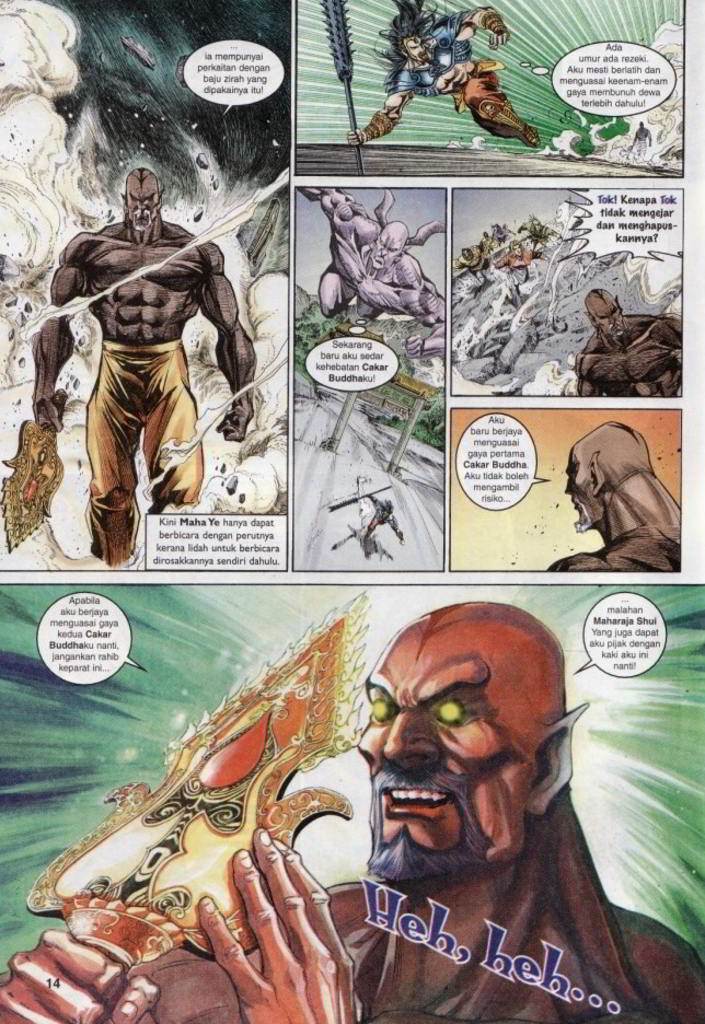 ...
ia mempunyai
perkaitan dengan
baju zirah yang
dipakainya itu!
Ada
umur ada rezeki.
Aku mesti berlatih dan
menguasai keenam-enam
gaya membunuh dewa
terlebih dahulu!
Sekarang
baru aku sedar
kehebatan Cakar
Buddhaku!
Tok! Kenapa Tok
tidak mengejar
dan menghapus-
kannya?
Aku
baru berjaya
menguasai
gaya pertama
Cakar Buddha.
Aku tidak boleh
mengambil
risiko...
Kini Maha Ye hanya dapat
berbicara dengan perutnya
kerana lidah untuk berbicara
dirosakkannya sendiri dahulu.
Apabila
aku berjaya
menguasai gaya
kedua Cakar
Buddhaku nanti,
jangankan rahib
keparat ini...
...
malahan
Maharaja Shui
Yang juga dapat
aku pijak dengan
kaki aku ini
nanti!
Heh, heh...
14